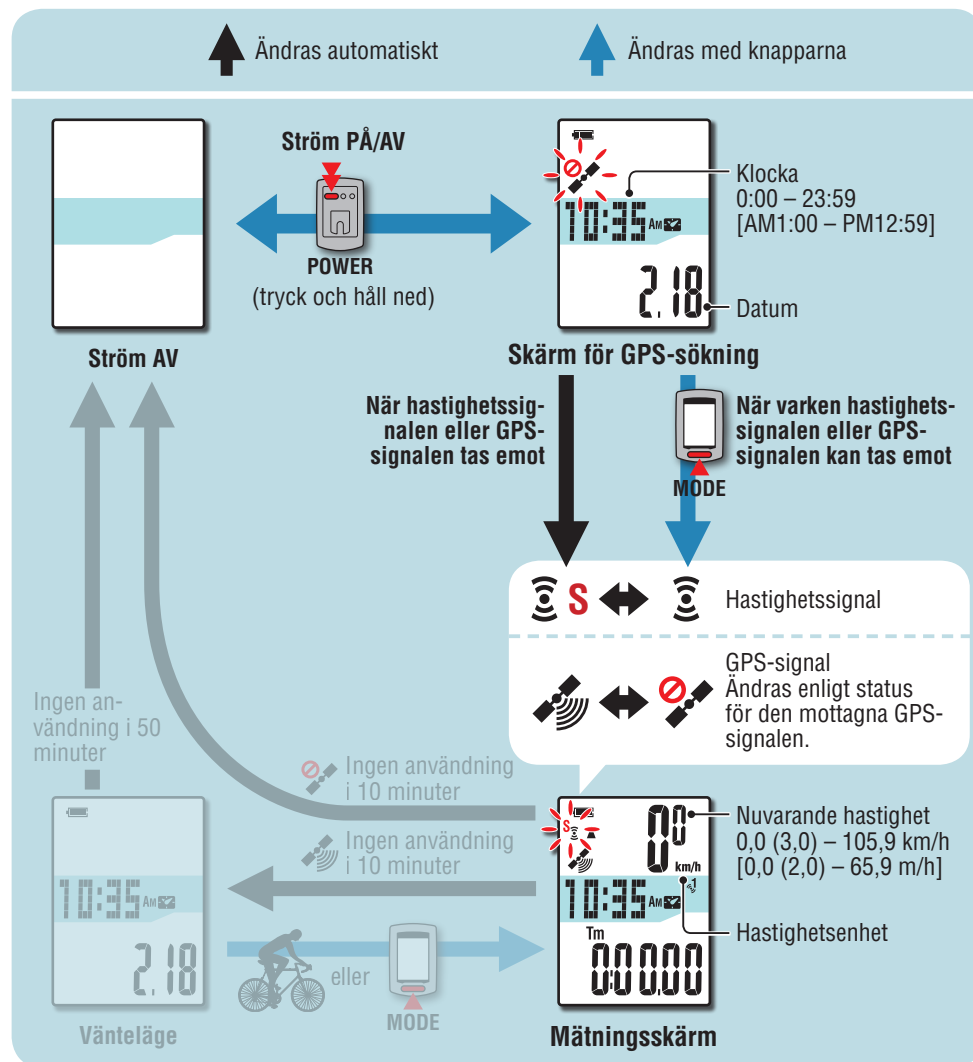 Ändras automatiskt
Ändras med knapparna
Ström PÅ/AV
POWER
(tryck och håll ned)
Ström AV
10:35 AM
2.18
Klocka
0:00 – 23:59
[AM1:00 – PM12:59]
Datum
Skärm för GPS-sökning
När hastighetssig-
nalen eller GPS-
signalen tas emot
När varken hastighets-
signalen eller GPS-
signalen kan tas emot
MODE
S
Hastighetssignal
GPS-signal
Ändras enligt status
för den mottagna GPS-
signalen.
Ingen an-
vändning i 50
minuter
Ingen användning
i 10 minuter
Ingen användning
i 10 minuter
10:35 AM
2.18
Vänteläge
eller
MODE
S
00
km/h
1
10:35 AM
Tm
0:00.00
Mätningsskärm
Nuvarande hastighet
0,0 (3,0) – 105,9 km/h
[0,0 (2,0) – 65,9 m/h]
Hastighetsenhet